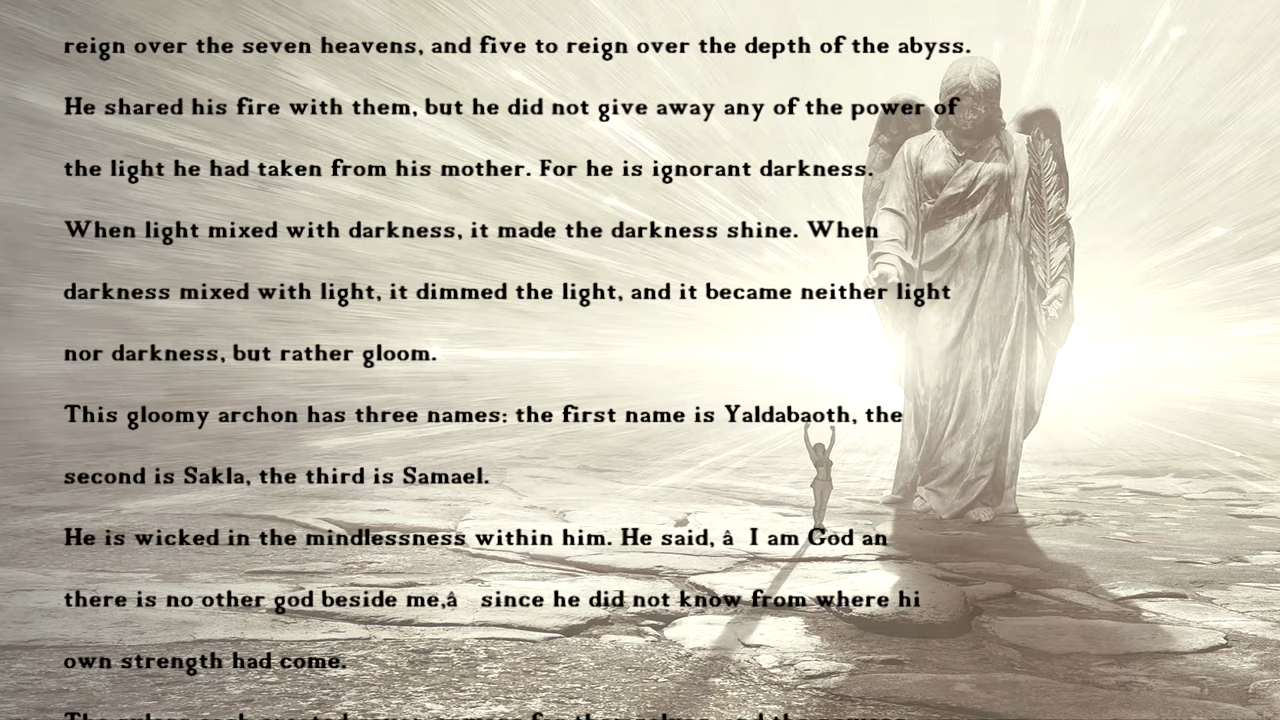 reign over the seven heavens, and five to reign over the depth of the abyss.
He shared his fire with them, but he did not give away any of the power of
the light he had taken from his mother. For he is ignorant darkness.
When light mixed with darkness, it made the darkness shine. When
darkness mixed with light, it dimmed the light, and it became neither light
nor darkness, but rather gloom.
This gloomy archon has three names: the first name is Yaldabaoth, the
second is Sakla, the third is Samael.
He is wicked in the mindlessness within him. He said, â I am God an
there is no other god beside me,â since he did not know from where hi
own strength had come.